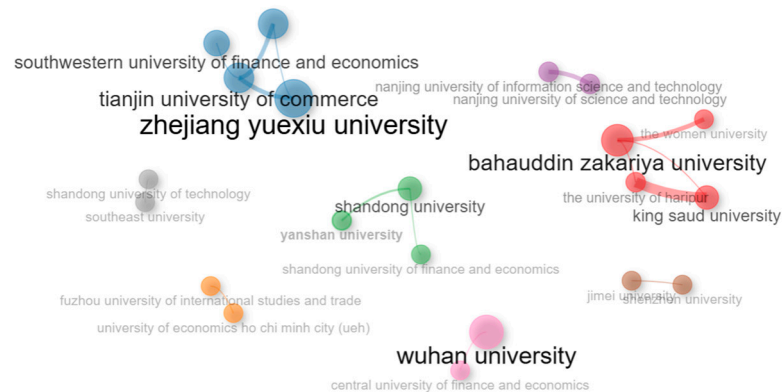 southwestern university of finance and economics
tianjin university of commerce
zhejiang yuexiu university
nanjing university of information science and technology
nanjing university of science and technology
the women university
bahauddin zakariya university
the university of haripur
king saud university
shandong university of technology
southeast university
shandong university
yanshan university
shandong university of finance and economics
fuzhou university of international studies and trade
university of economics ho chi minh city (ueh)
jimei university
shenzhen university
wuhan university
central university of finance and economics